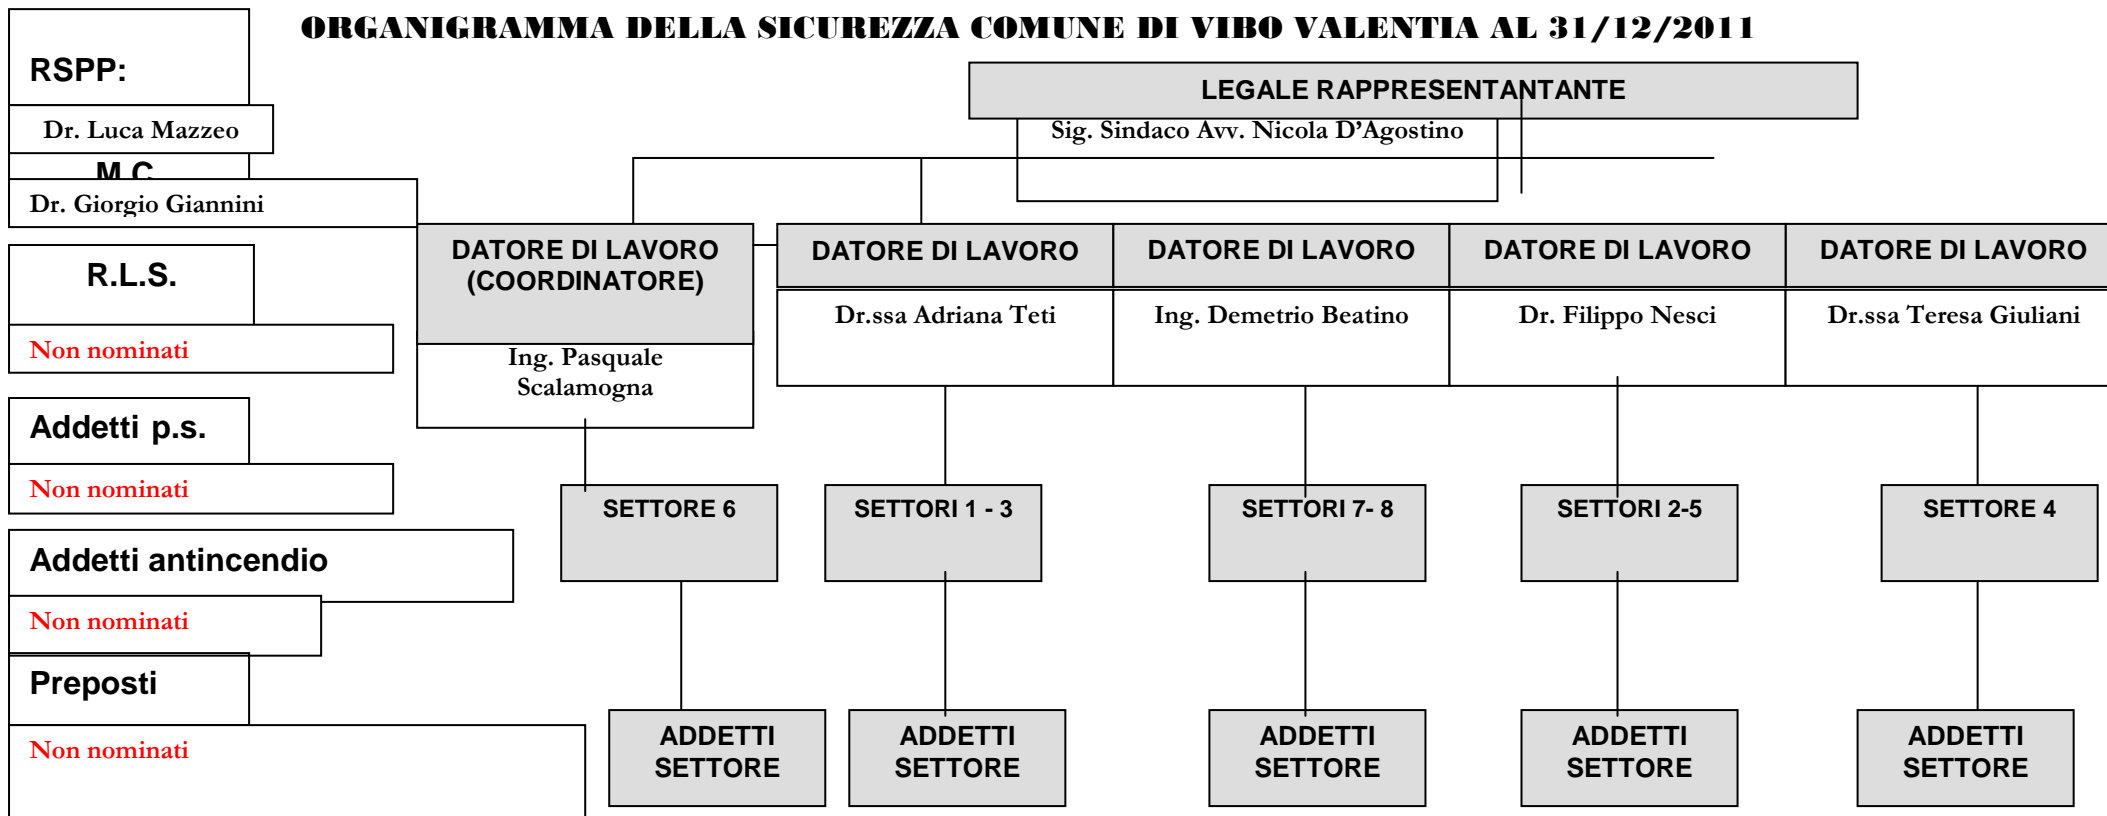 ORGANIGRAMMA DELLA SICUREZZA COMUNE DI VIBO VALENTIA AL 31/12/2011
RSPP:
Dr. Luca Mazzeo
M.C
Dr. Giorgio Giannini
R.L.S.
Non nominati
Addetti p.s.
Non nominati
Addetti antincendio
Non nominati
Preposti
Non nominati
LEGALE RAPPRESENTANTANTE
Sig. Sindaco Avv. Nicola D’Agostino
DATORE DI LAVORO
(COORDINATORE)
Ing. Pasquale
Scalamogna
DATORE DI LAVORO
Dr.ssa Adriana Teti
DATORE DI LAVORO
Ing. Demetrio Beatino
DATORE DI LAVORO
Dr. Filippo Nesci
DATORE DI LAVORO
Dr.ssa Teresa Giuliani
SETTORE 6
SETTORI 1 - 3
SETTORI 7- 8
SETTORI 2-5
SETTORE 4
ADDETTI
SETTORE
ADDETTI
SETTORE
ADDETTI
SETTORE
ADDETTI
SETTORE
ADDETTI
SETTORE